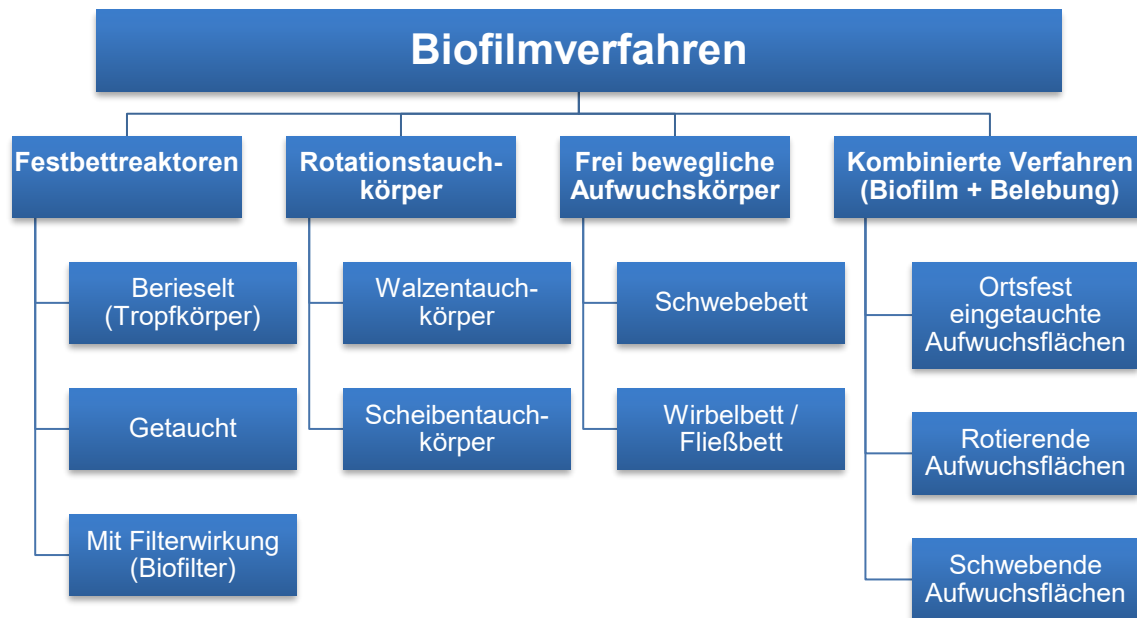 Biofilmverfahren
Festbettreaktoren
Rotationstauch-
körper
Frei bewegliche
Aufwuchskörper
Kombinierte Verfahren
(Biofilm + Belebung)
Berieselt
(Tropfkörper)
Getaucht
Mit Filterwirkung
(Biofilter)
Walzentauch-
körper
Scheibentauch-
körper
Schwebebett
Wirbelbett /
Fließbett
Ortsfest
eingetauchte
Aufwuchsflächen
Rotierende
Aufwuchsflächen
Schwebende
Aufwuchsflächen